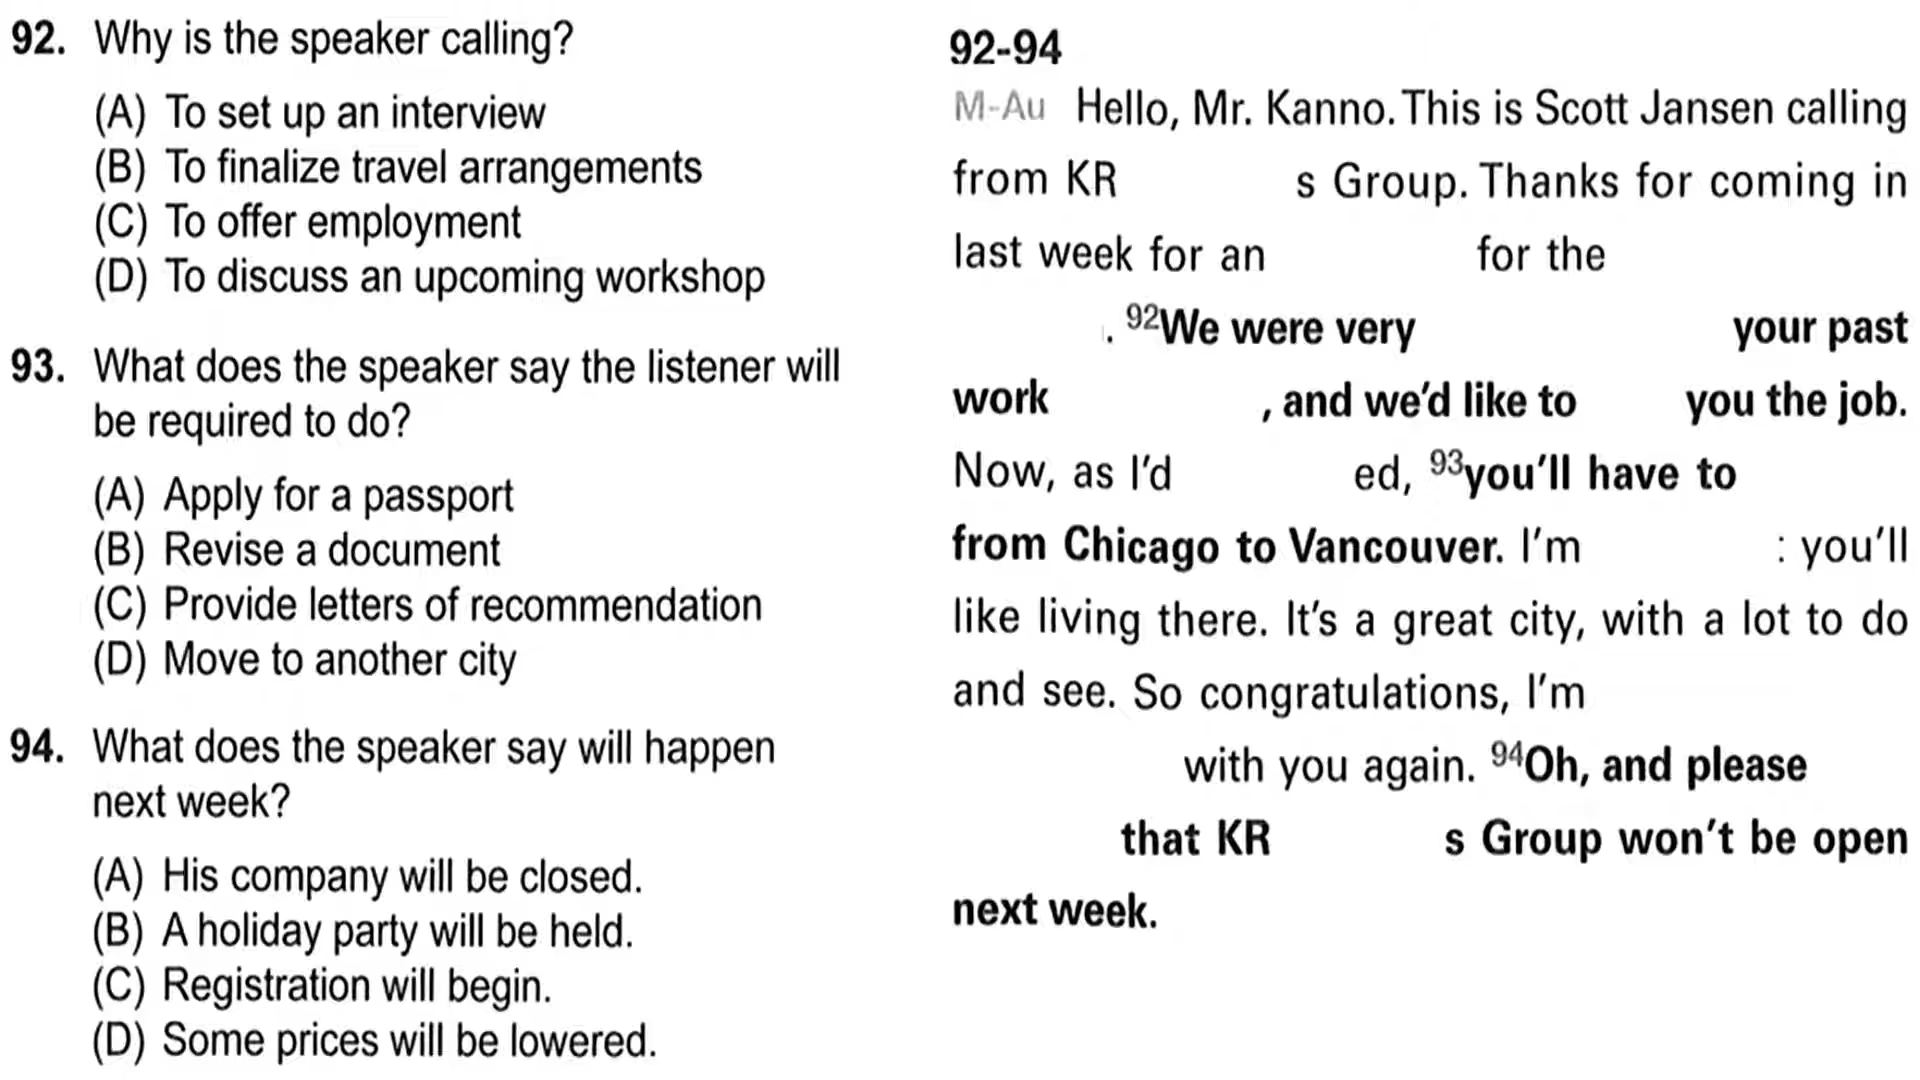 92. Why is the speaker calling?
(A) To set up an interview
(B) To finalize travel arrangements
(C) To offer employment
(D) To discuss an upcoming workshop
93. What does the speaker say the listener will
be required to do?
(A) Apply for a passport
(B) Revise a document
(C) Provide letters of recommendation
(D) Move to another city
94. What does the speaker say will happen
next week?
(A) His company will be closed.
(B) A holiday party will be held.
(C) Registration will begin.
(D) Some prices will be lowered.
92-94
M-Au Hello, Mr. Kanno. This is Scott Jansen calling
from KR s Group. Thanks for coming in
last week for an for the
. 92We were very your past
work , and we'd like to you the job.
Now, as I'd ed, 93you'll have to
from Chicago to Vancouver. I'm : you'll
like living there. It's a great city, with a lot to do
and see. So congratulations, I'm
with you again. 94Oh, and please
that KR s Group won't be open
next week.